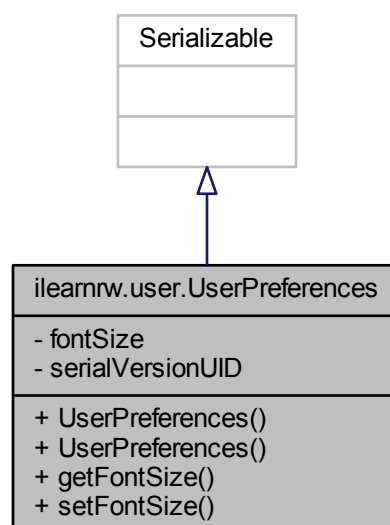 Serializable
ilearnrw.user.UserPreferences
- fontSize
- serialVersionUID
+ UserPreferences()
+ UserPreferences()
+ getFontSize()
+ setFontSize()